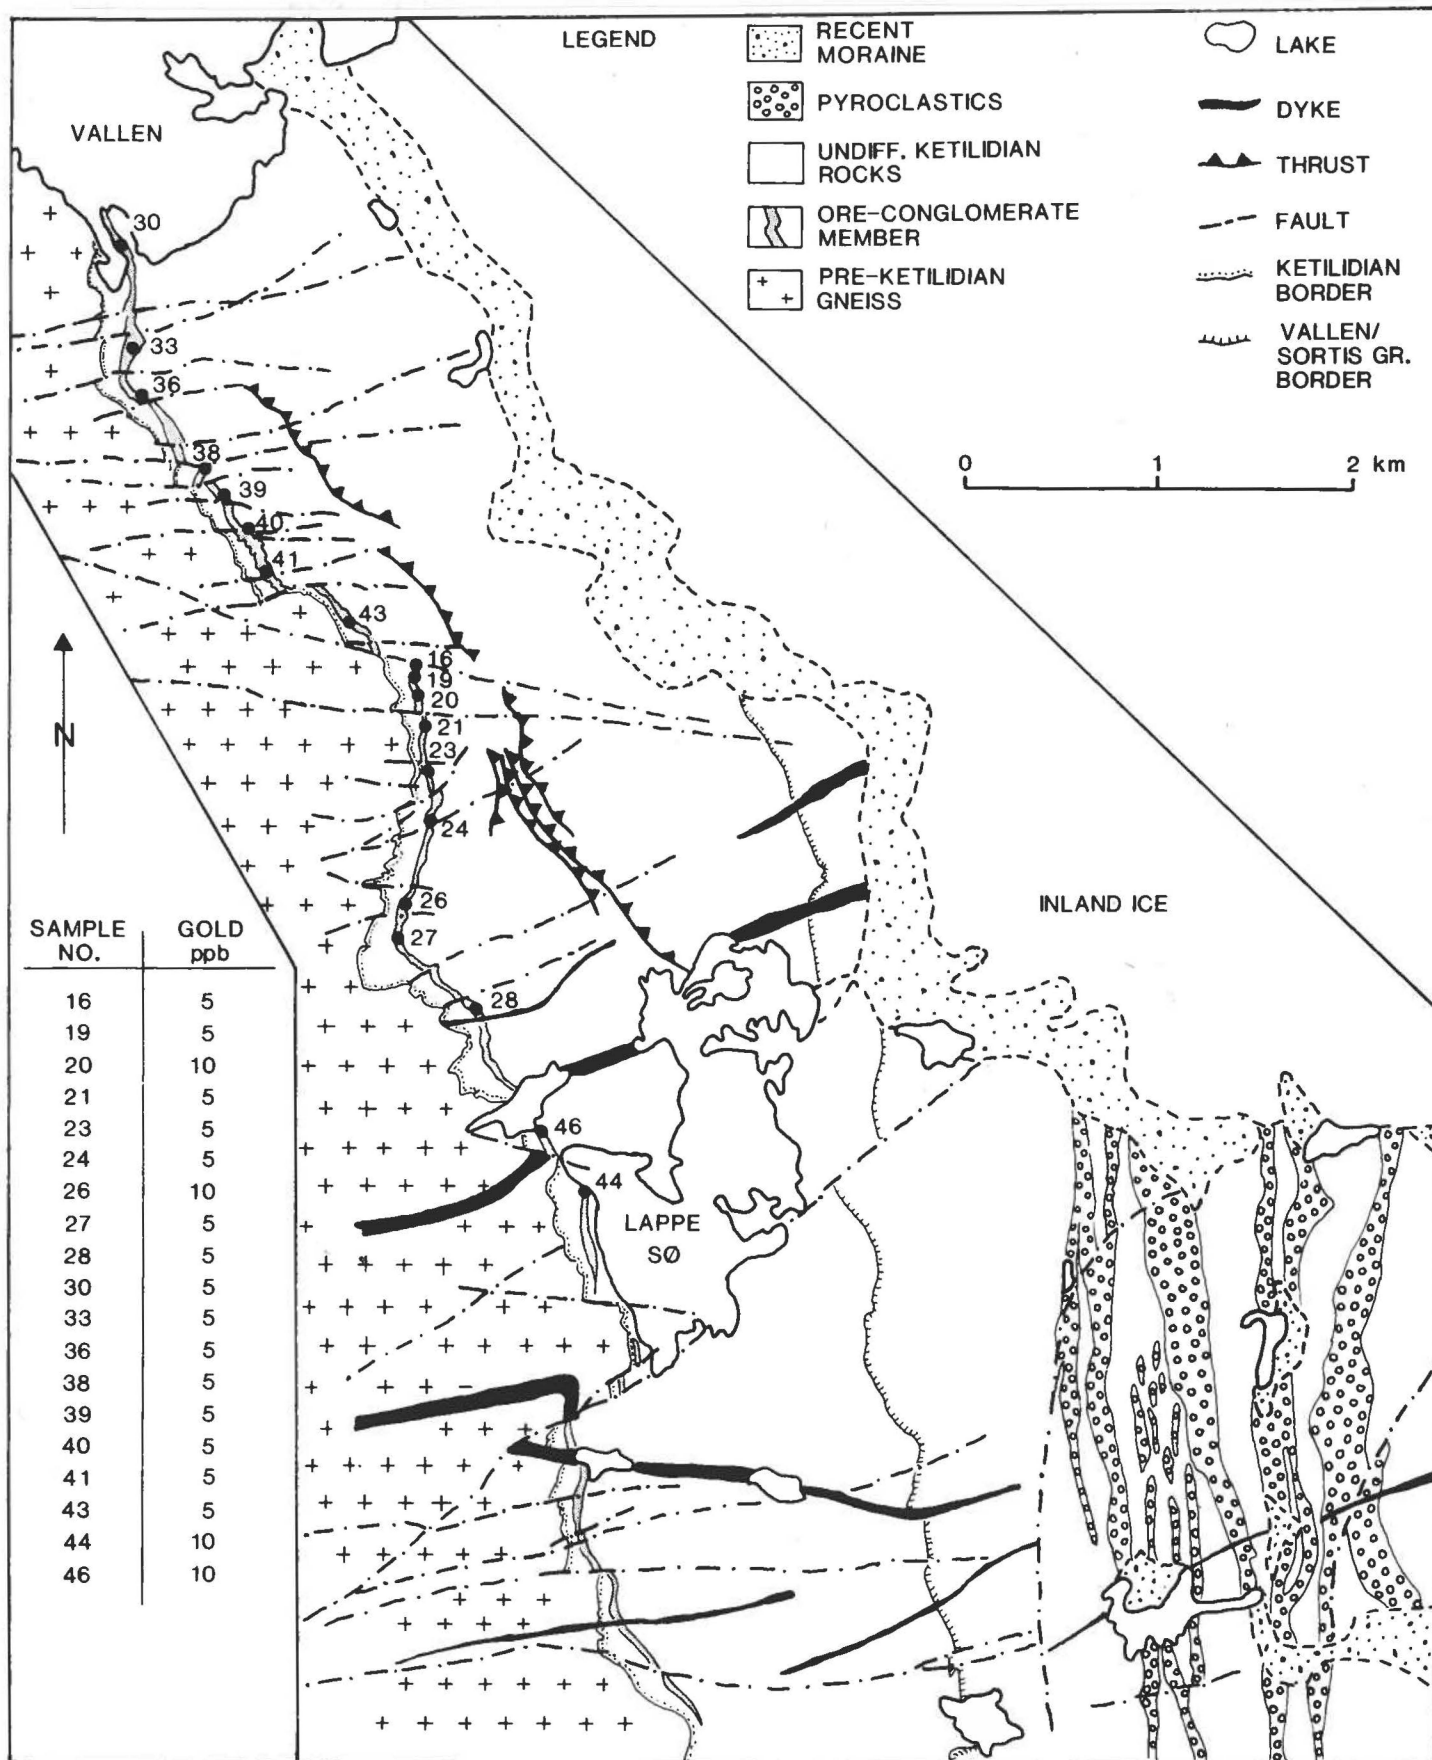 LEGEND
RECENT
MORAINE
PYROCLASTICS
UNDIFF. KETILIDIAN
ROCKS
ORE-CONGLOMERATE
MEMBER
PRE-KETILIDIAN
GNEISS
LAKE
DYKE
THRUST
FAULT
KETILIDIAN
BORDER
VALLEN/
SORTIS GR.
BORDER
0 1 2 km
VALLEN
30
33
36
38
39
40
41
43
16
19
20
21
23
24
26
27
28
46
44
N
INLAND ICE
LAPPE
SØ
SAMPLE GOLD
NO. ppb
16 5
19 5
20 10
21 5
23 5
24 5
26 10
27 5
28 5
30 5
33 5
36 5
38 5
39 5
40 5
41 5
43 5
44 10
46 10